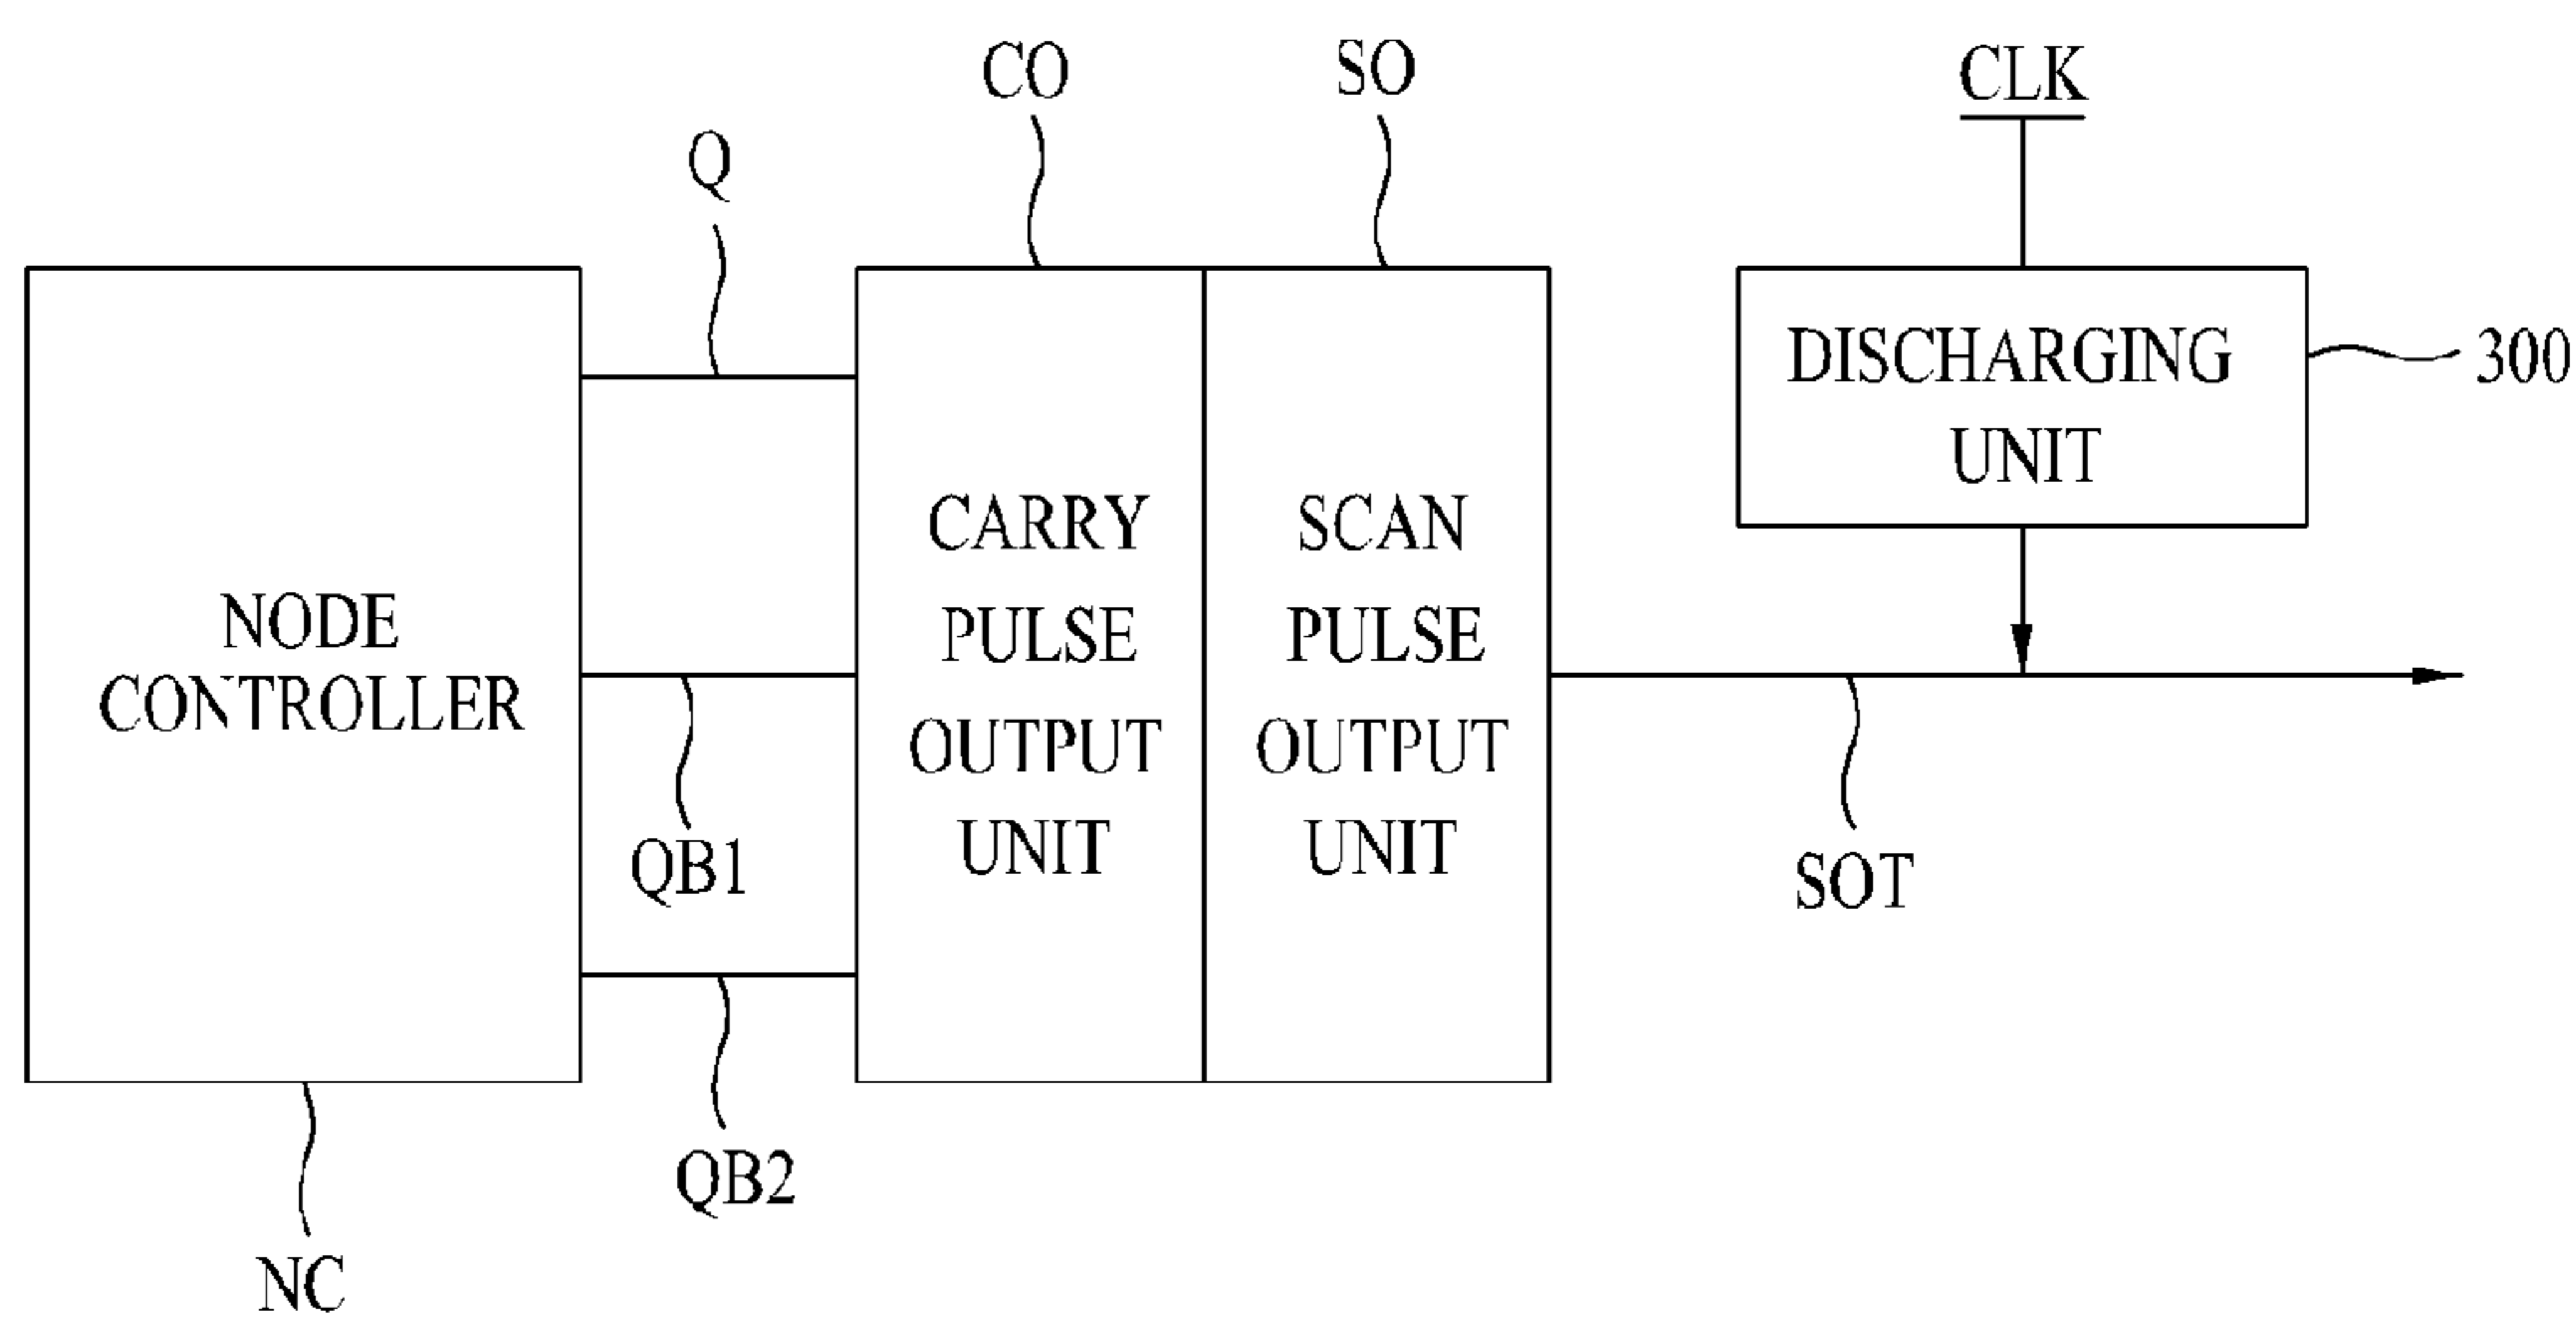 CO
SO
CLK
Q
DISCHARGING
UNIT
300
NODE
CONTROLLER
CARRY
PULSE
OUTPUT
UNIT
SCAN
PULSE
OUTPUT
UNIT
QB1
SOT
QB2
NC